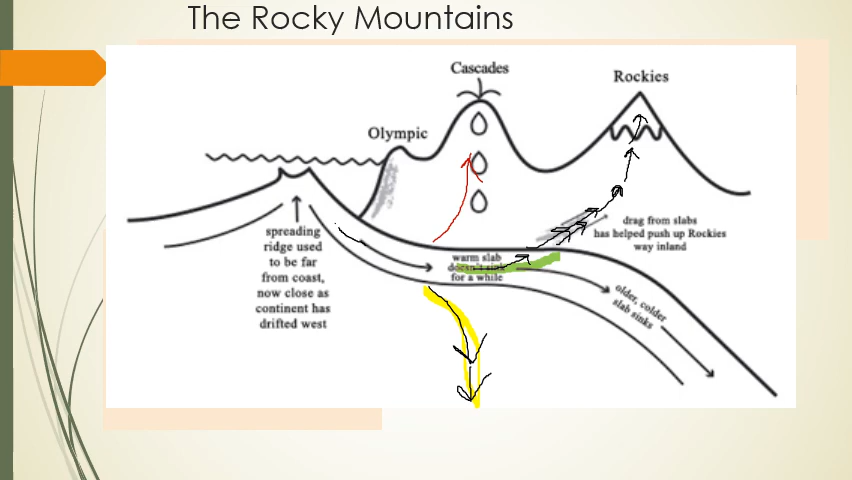 The Rocky Mountains
Cascades
Rockies
Olympic
spreading
ridge used
to be far
from coast,
now close as
continent has
drifted west
warm slab
doesn't sink
for a while
drag from slabs
has helped push up Rockies
way inland
older, colder
slab sinks